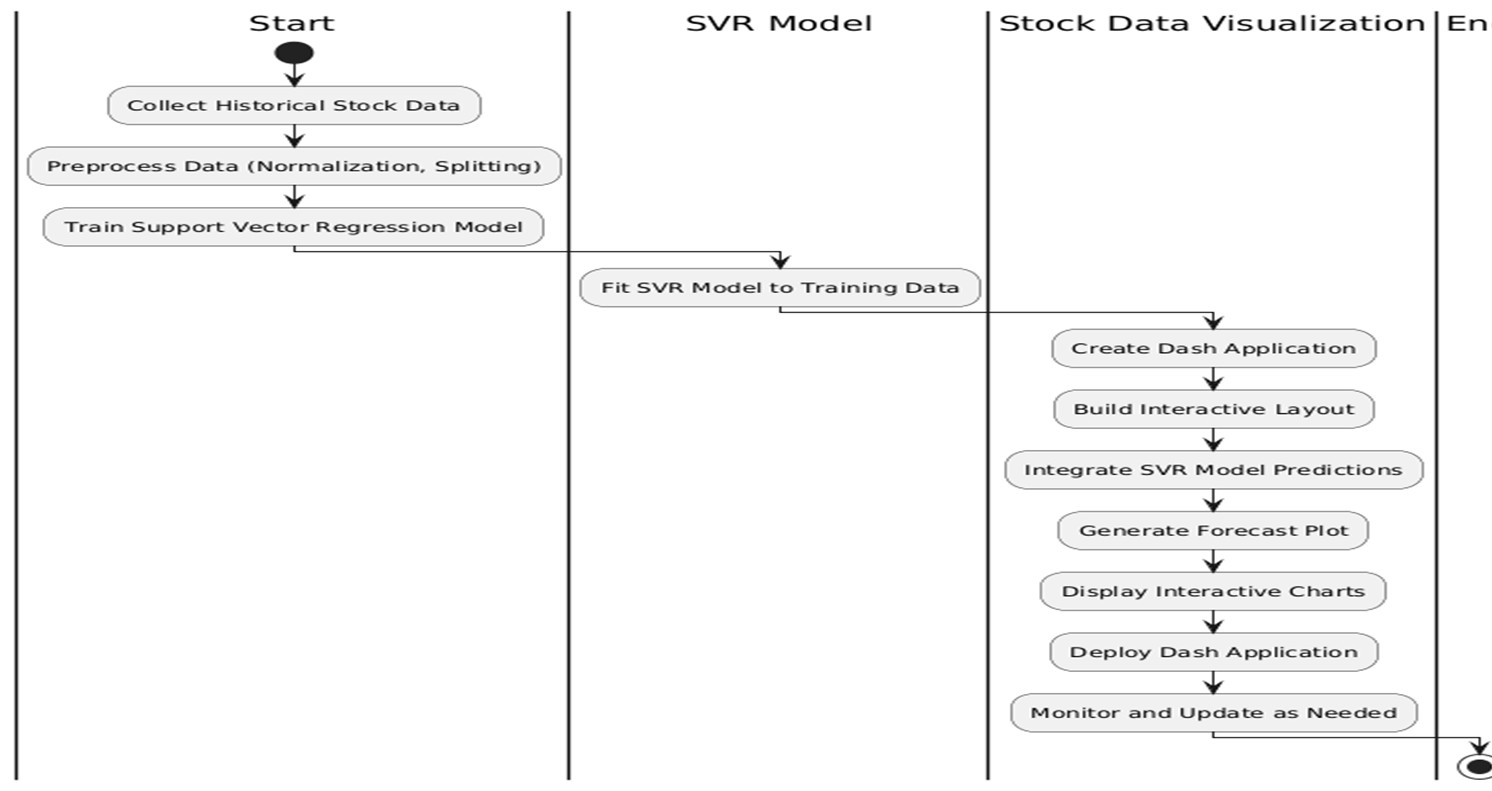 Start
SVR Model
Stock Data Visualization
Collect Historical Stock Data
Preprocess Data (Normalization, Splitting)
Train Support Vector Regression Model
Fit SVR Model to Training Data
Create Dash Application
Build Interactive Layout
Integrate SVR Model Predictions
Generate Forecast Plot
Display Interactive Charts
Deploy Dash Application
Monitor and Update as Needed